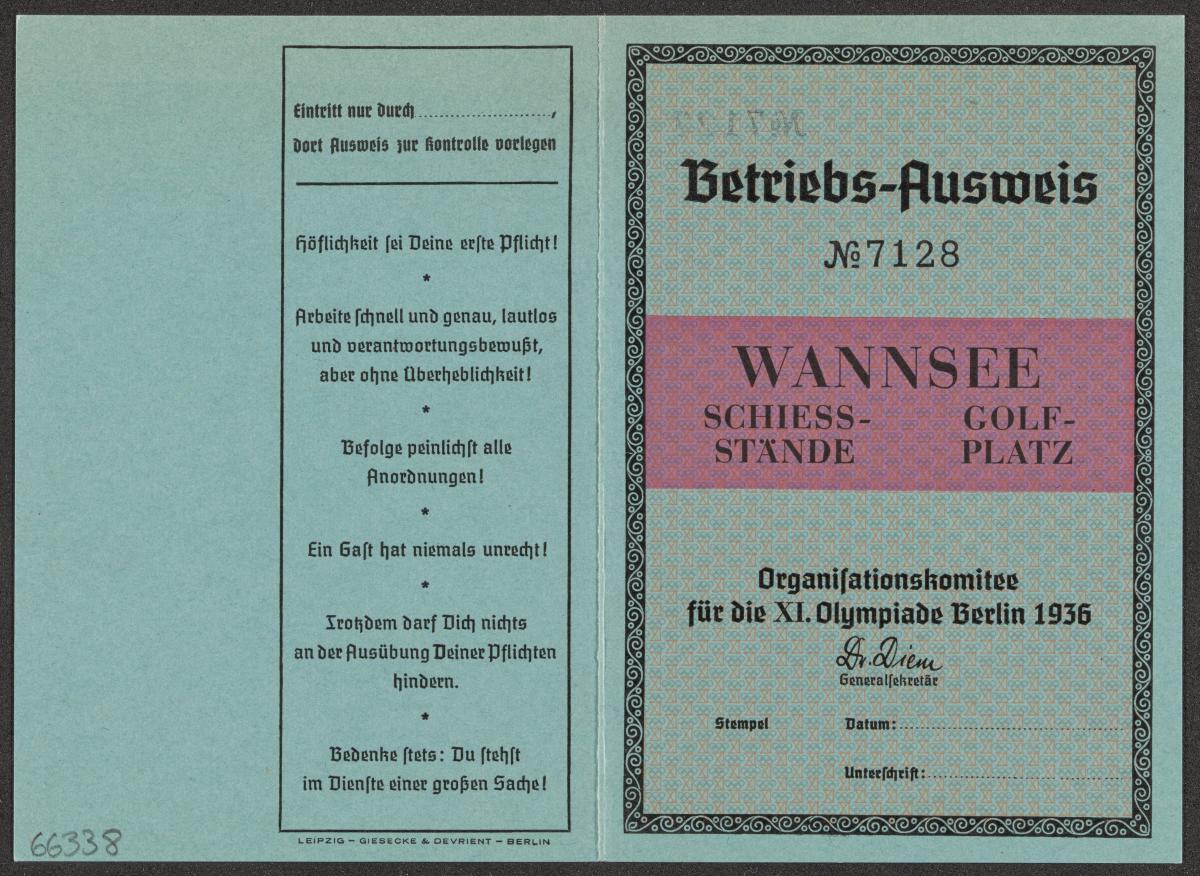 Eintritt nur durch....................,
dort Ausweis zur Kontrolle vorlegen
Höflichkeit sei Deine erste Pflicht!
*
Arbeite schnell und genau, lautlos
und verantwortungsbewußt,
aber ohne Überheblichkeit!
*
Befolge peinlichst alle
Anordnungen!
*
Ein Gast hat niemals unrecht!
*
Trotzdem darf Dich nichts
an der Ausübung Deiner Pflichten
hindern.
*
Bedenke stets: Du stehst
im Dienste einer großen Sache!
LEIPZIG – GIESECKE & DEVRIENT – BERLIN
66338
Betriebs-Ausweis
№ 7128
WANNSEE
SCHIESS- GOLF-
STÄNDE PLATZ
Organisationskomitee
für die XI. Olympiade Berlin 1936
Dr. Diem
Generalsekretär
Stempel Datum:
Unterschrift: